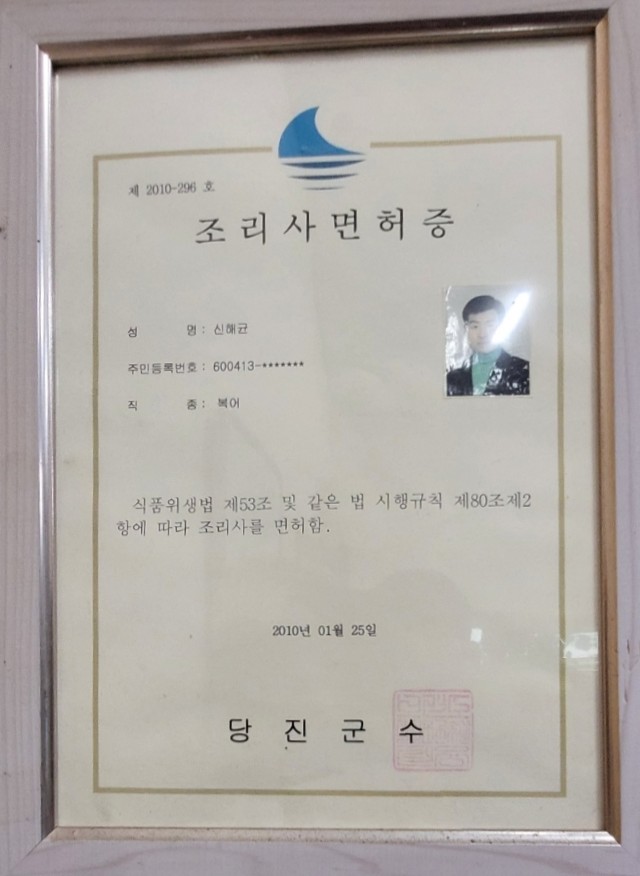 제 2010-296 호
조리사면허증
성 명 : 신해균
주민등록번호 : 600413-*******
직 종 : 복어
식품위생법 제53조 및 같은 법 시행규칙 제80조제2
항에 따라 조리사를 면허함.
2010년 01월 25일
당진군수